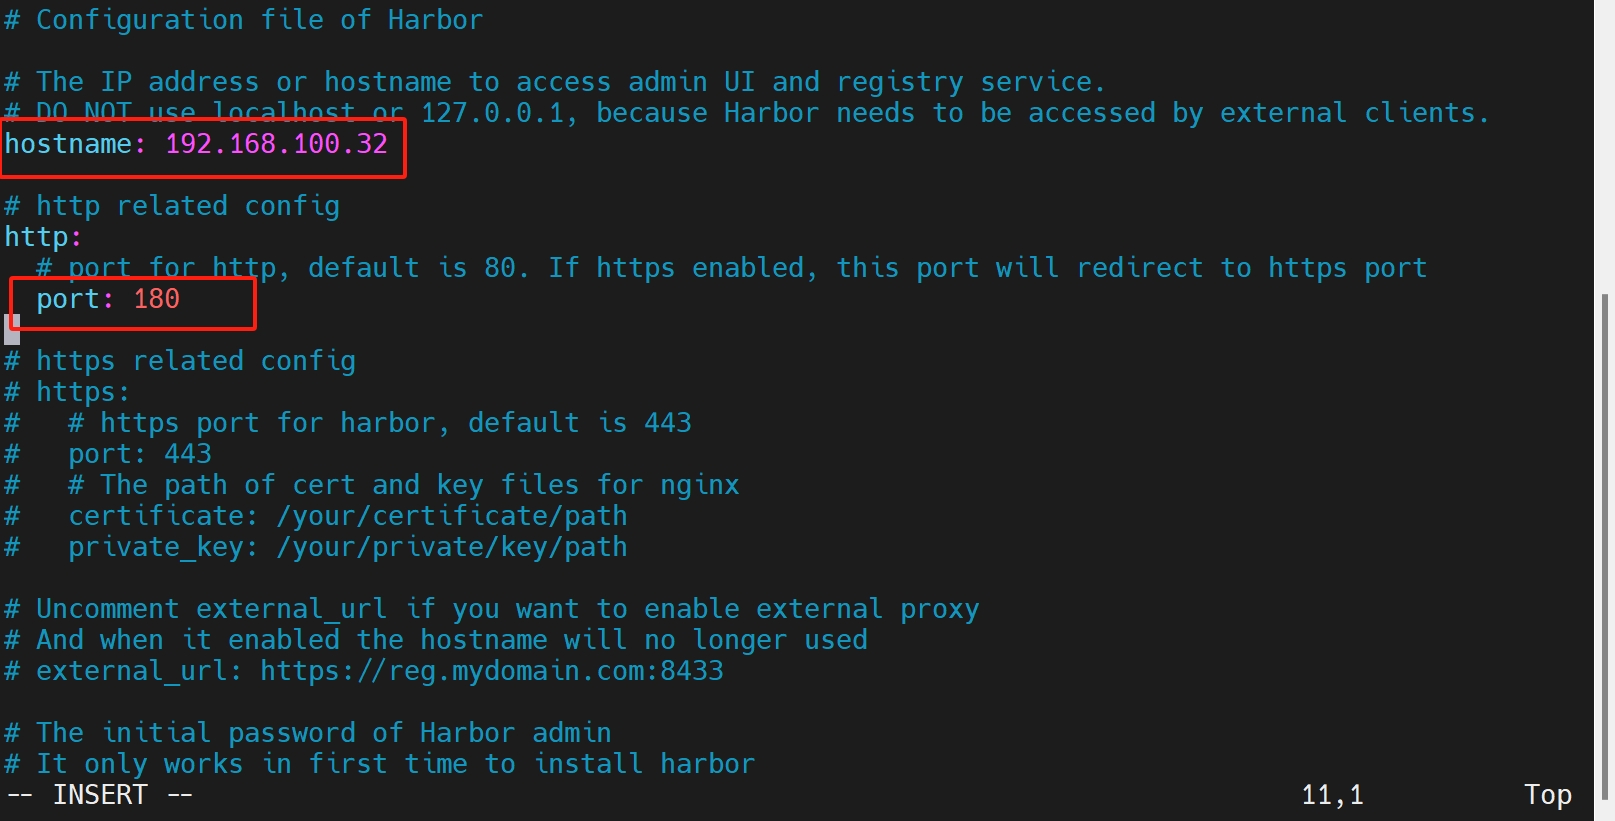 # Configuration file of Harbor
# The IP address or hostname to access admin UI and registry service.
# DO NOT use localhost or 127.0.0.1, because Harbor needs to be accessed by external clients.
hostname: 192.168.100.32
# http related config
http:
  # port for http, default is 80. If https enabled, this port will redirect to https port
  port: 180
# https related config
# https:
#   # https port for harbor, default is 443
#   port: 443
#   # The path of cert and key files for nginx
#   certificate: /your/certificate/path
#   private_key: /your/private/key/path
# Uncomment external_url if you want to enable external proxy
# And when it enabled the hostname will no longer used
# external_url: https://reg.mydomain.com:8433
# The initial password of Harbor admin
# It only works in first time to install harbor
-- INSERT -- 11,1 Top